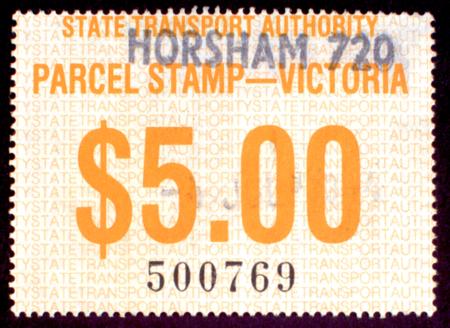 STATE TRANSPORT AUTHORITY
HORSHAM 720
PARCEL STAMP—VICTORIA
$5.00
500769